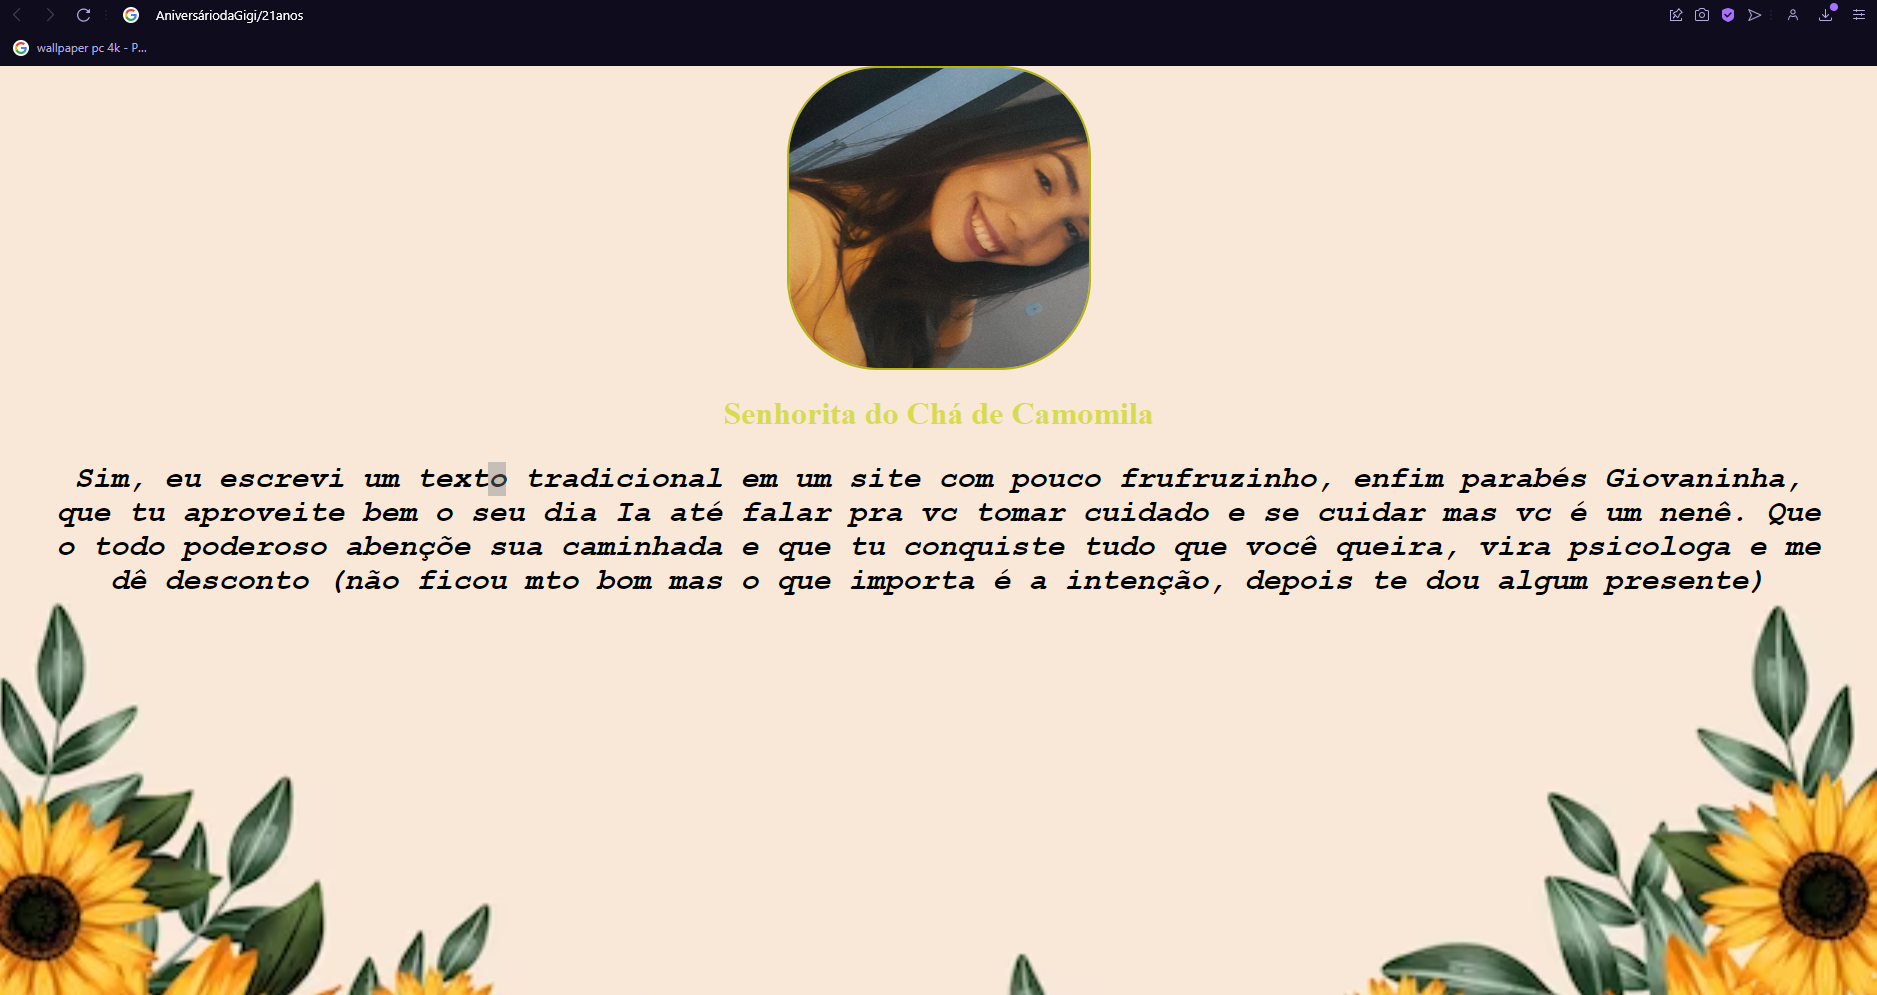 AniversáriodaGigi/21anos
wallpaper pc 4k - P...
Senhorita do Chá de Camomila
Sim, eu escrevi um texto tradicional em um site com pouco frufruzinho, enfim parabés Giovaninha,
que tu aproveite bem o seu dia Ia até falar pra vc tomar cuidado e se cuidar mas vc é um nenê. Que
o todo poderoso abençõe sua caminhada e que tu conquiste tudo que você queira, vira psicologa e me
dê desconto (não ficou mto bom mas o que importa é a intenção, depois te dou algum presente)